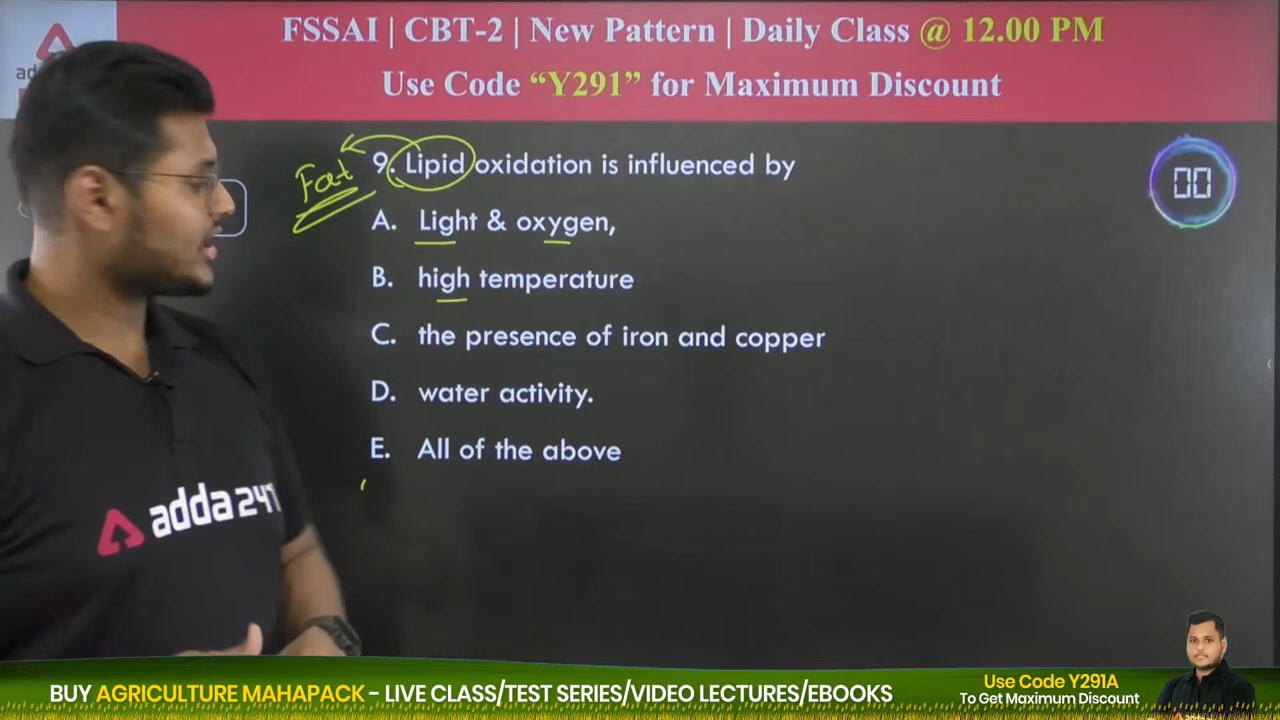 FSSAI | CBT-2 | New Pattern | Daily Class @ 12.00 PM
Use Code “Y291” for Maximum Discount
ad
Fat
9. Lipid oxidation is influenced by
A. Light & oxygen,
B. high temperature
C. the presence of iron and copper
D. water activity.
E. All of the above
00
adda 247
BUY AGRICULTURE MAHAPACK – LIVE CLASS/TEST SERIES/VIDEO LECTURES/EBOOKS
Use Code Y291A
To Get Maximum Discount